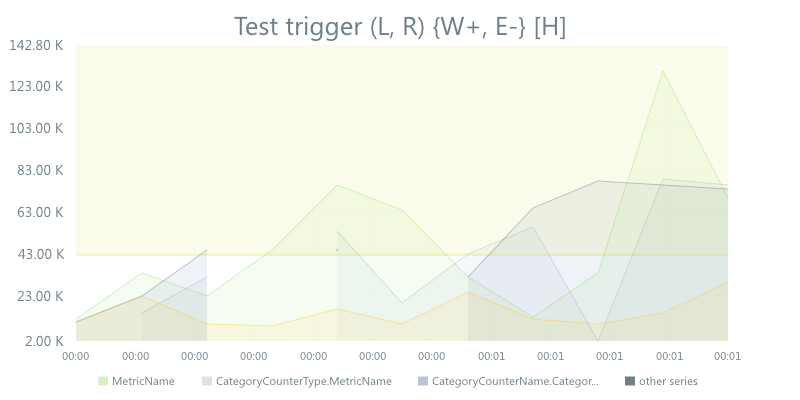 Test trigger (L, R) {W+, E-} [H]
142.80 K
123.00 K
103.00 K
83.00 K
63.00 K
43.00 K
23.00 K
2.00 K
00:00 00:00 00:00 00:00 00:00 00:00 00:00 00:01 00:01 00:01 00:01 00:01
MetricName CategoryCounterType.MetricName CategoryCounterName.Categor... other series